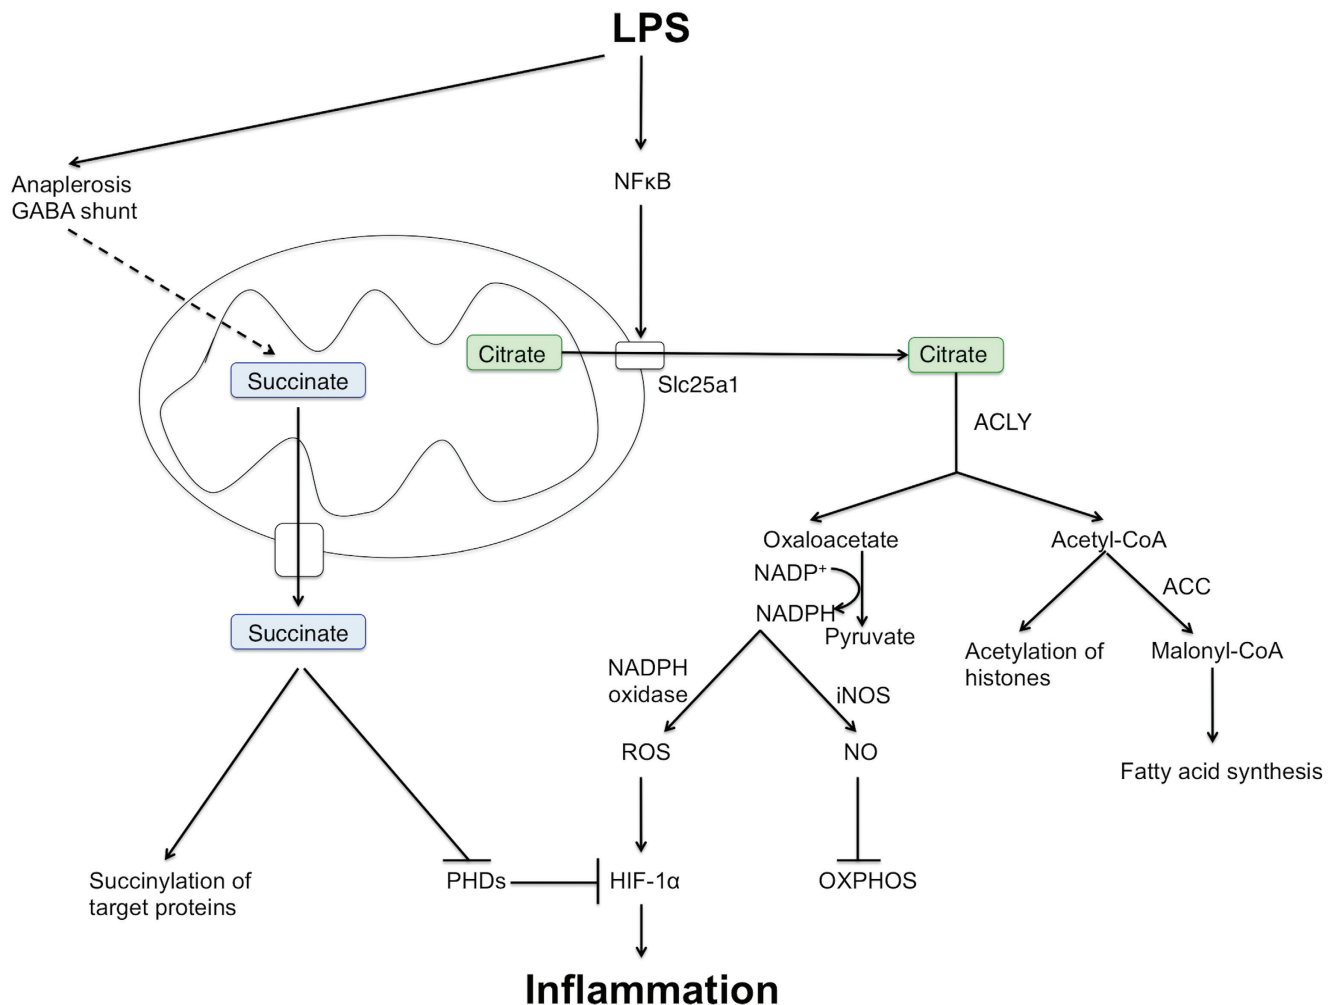 LPS
Anaplerosis
GABA shunt
NFκB
Citrate
Slc25a1
Citrate
Succinate
ACLY
Oxaloacetate
Acetyl-CoA
NADP+
NADPH
Pyruvate
ACC
Succinate
Acetylation of
histones
Malonyl-CoA
NADPH
oxidase
iNOS
ROS
NO
Fatty acid synthesis
Succinylation of
target proteins
PHDs
HIF-1α
OXPHOS
Inflammation